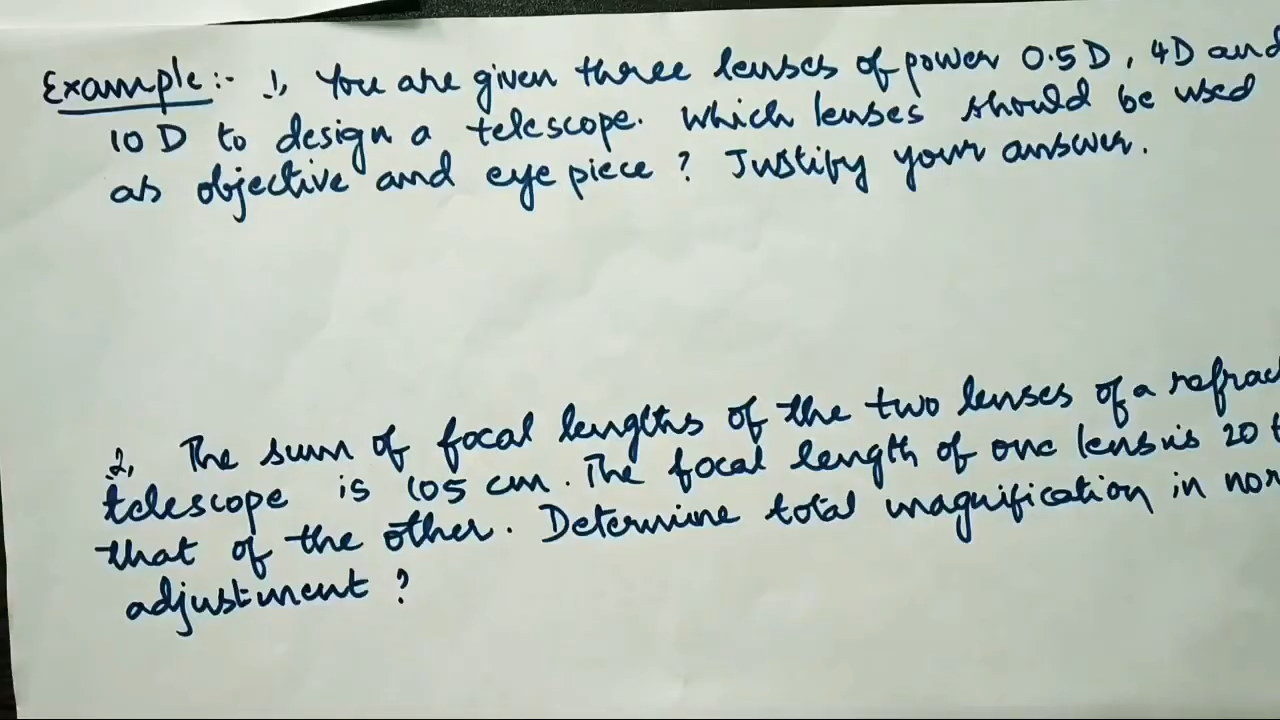 Example:- 1, You are given three lenses of power 0.5D, 4D and
10 D to design a telescope. Which lenses should be used
as objective and eye piece ? Justify your answer.
2, The sum of focal lengths of the two lenses of a refrac
telescope is 105 cm. The focal length of one lens is 20 t
that of the other. Determine total magnification in nor
adjustment ?